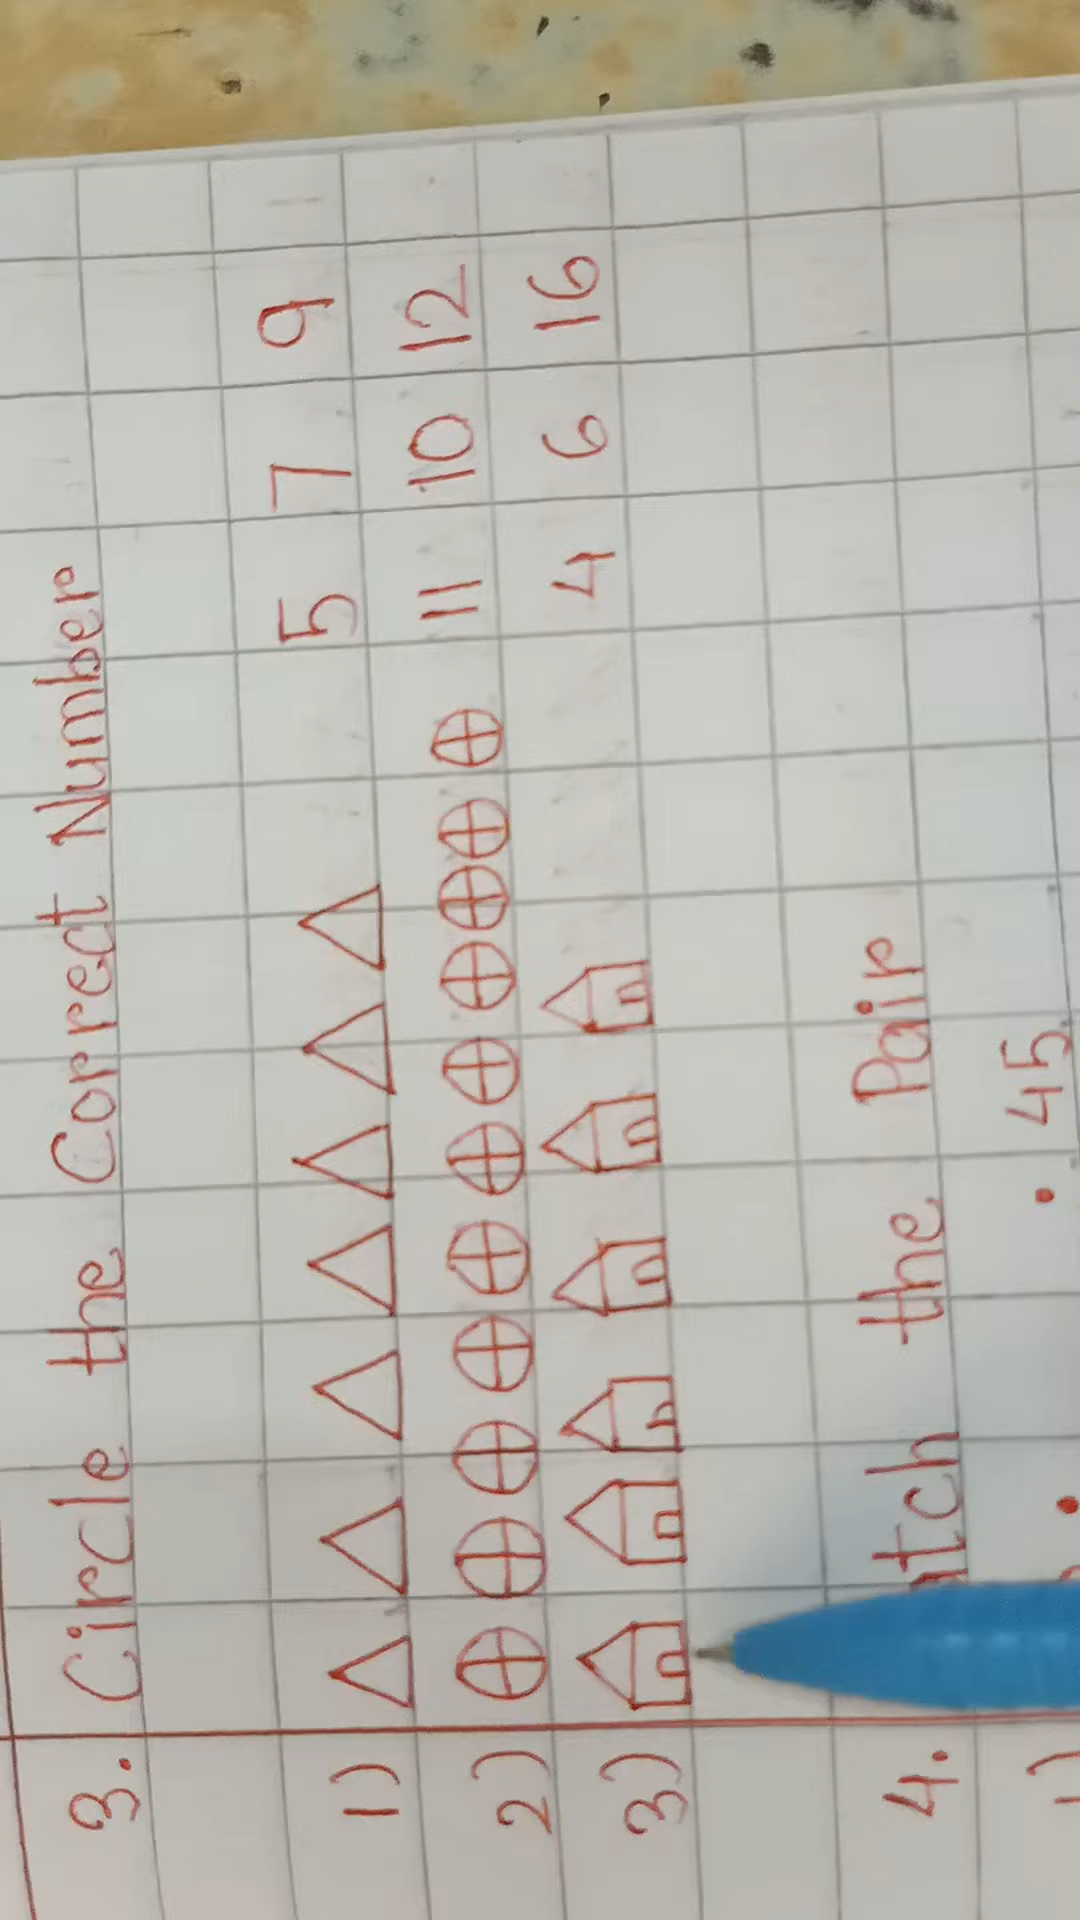 3. Circle the Correct Number
1) 5 7 9
2) 11 10 12
3) 4 6 16
4. the Pair
1) . . 45